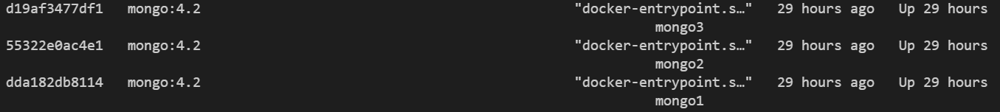 d19af3477df1 mongo:4.2 "docker-entrypoint.s…" 29 hours ago Up 29 hours
mongo3
55322e0ac4e1 mongo:4.2 "docker-entrypoint.s…" 29 hours ago Up 29 hours
mongo2
dda182db8114 mongo:4.2 "docker-entrypoint.s…" 29 hours ago Up 29 hours
mongo1